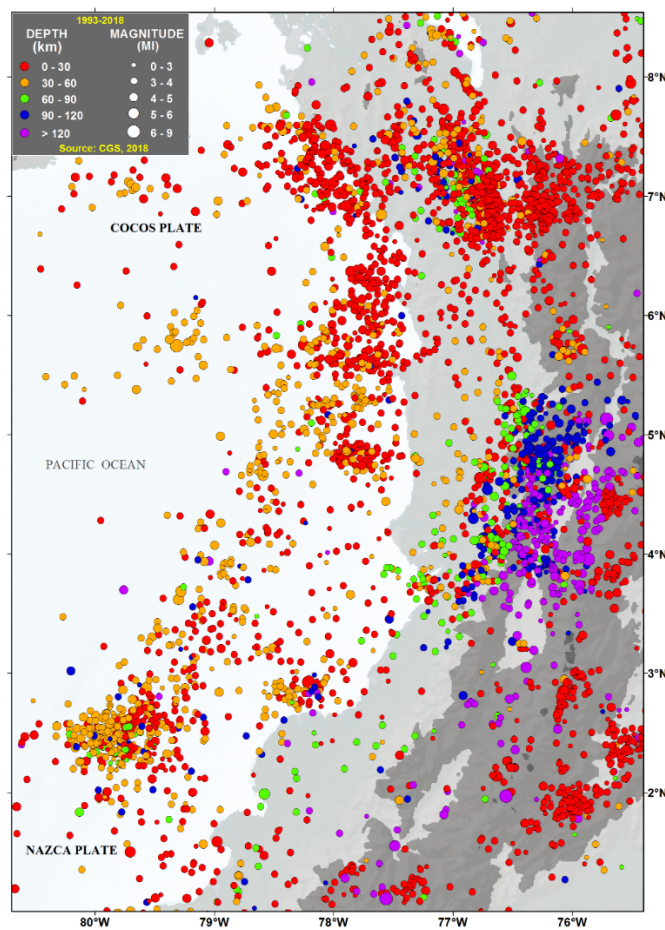 1993-2018
DEPTH MAGNITUDE
(km) (Ml)
0 - 30 0 - 3
30 - 60 3 - 4
60 - 90 4 - 5
90 - 120 5 - 6
> 120 6 - 9
Source: CGS, 2018
8°N
7°N
COCOS PLATE
6°N
PACIFIC OCEAN
5°N
4°N
3°N
2°N
NAZCA PLATE
80°W 79°W 78°W 77°W 76°W